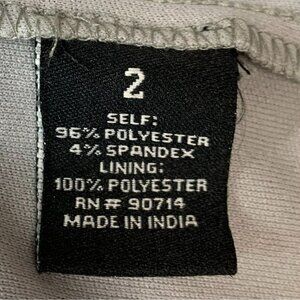 2
SELF:
96% POLYESTER
4% SPANDEX
LINING:
100% POLYESTER
RN# 90714
MADE IN INDIA